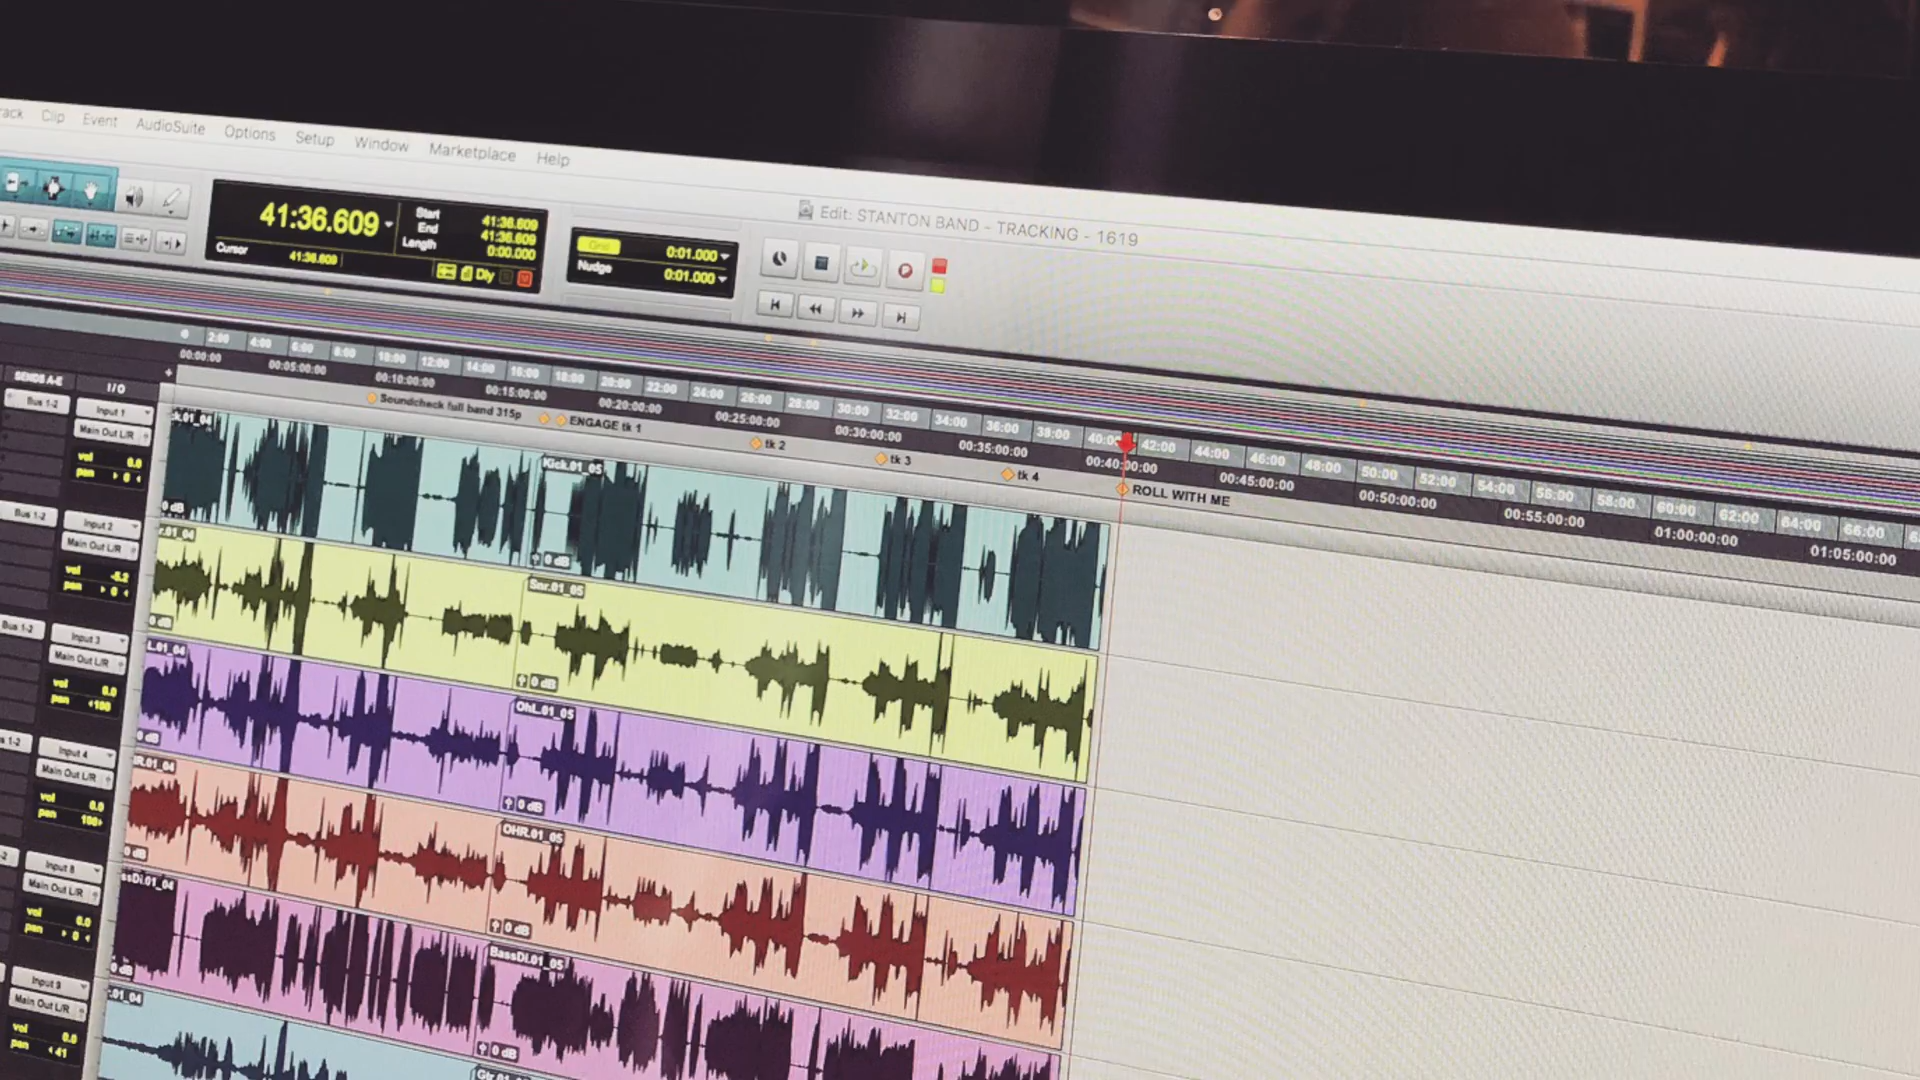 rack Clip Event AudioSuite Options Setup Window Marketplace Help
Edit: STANTON BAND - TRACKING - 1619
41:36.609
Start 41:36.609
End 41:36.609
Length 0:00.000
Cursor 41:36.609
Dly
Grid 0:01.000
Nudge 0:01.000
0 2:00 4:00 6:00 8:00 10:00 12:00 14:00 16:00 18:00 20:00 22:00 24:00 26:00 28:00 30:00 32:00 34:00 36:00 38:00 40:00 42:00 44:00 46:00 48:00 50:00 52:00 54:00 56:00 58:00 60:00 62:00 64:00 66:00
00:00:00 00:05:00:00 00:10:00:00 00:15:00:00 00:20:00:00 00:25:00:00 00:30:00:00 00:35:00:00 00:40:00:00 00:45:00:00 00:50:00:00 00:55:00:00 01:00:00:00 01:05:00:00
Soundcheck full band 315p ENGAGE tk 1 tk 2 tk 3 tk 4 ROLL WITH ME
SENDS A-E I/O
Bus 1-2 Input 1
Main Out L/R
vol 0.0
pan 0
k.01_04 Kick.01_05
0 dB 0 dB
Bus 1-2 Input 2
Main Out L/R
vol -5.2
pan 0
r.01_04 Snr.01_05
0 dB 0 dB
Bus 1-2 Input 3
Main Out L/R
vol 0.0
pan 100
L.01_04 OhL.01_05
0 dB 0 dB
s 1-2 Input 4
Main Out L/R
vol 0.0
pan 100
R.01_04 OHR.01_05
0 dB 0 dB
-2 Input 8
Main Out L/R
vol 0.0
pan 0
ssDi.01_04 BassDi.01_05
0 dB 0 dB
Input 9
Main Out L/R
vol 0.0
pan 41
.01_04